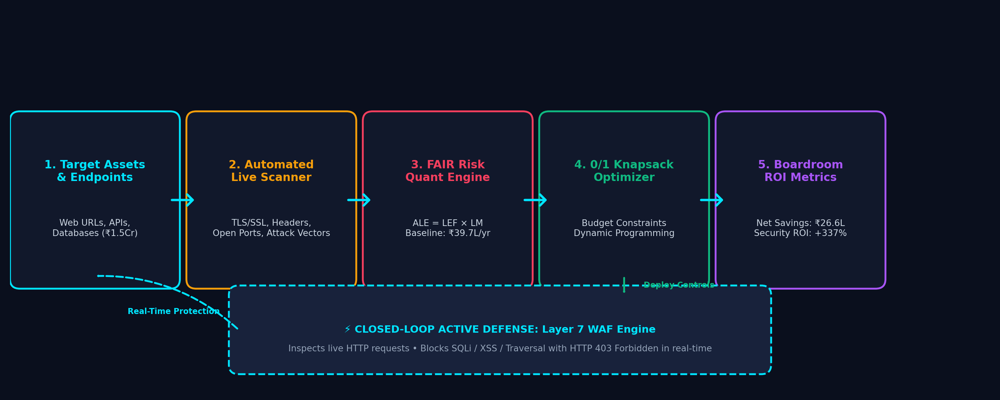 1. Target Assets
& Endpoints
Web URLs, APIs,
Databases (₹1.5Cr)
2. Automated
Live Scanner
TLS/SSL, Headers,
Open Ports, Attack Vectors
3. FAIR Risk
Quant Engine
ALE = LEF × LM
Baseline: ₹39.7L/yr
4. 0/1 Knapsack
Optimizer
Budget Constraints
Dynamic Programming
5. Boardroom
ROI Metrics
Net Savings: ₹26.6L
Security ROI: +337%
Deploy Controls
Real-Time Protection
⚡ CLOSED-LOOP ACTIVE DEFENSE: Layer 7 WAF Engine
Inspects live HTTP requests • Blocks SQLi / XSS / Traversal with HTTP 403 Forbidden in real-time